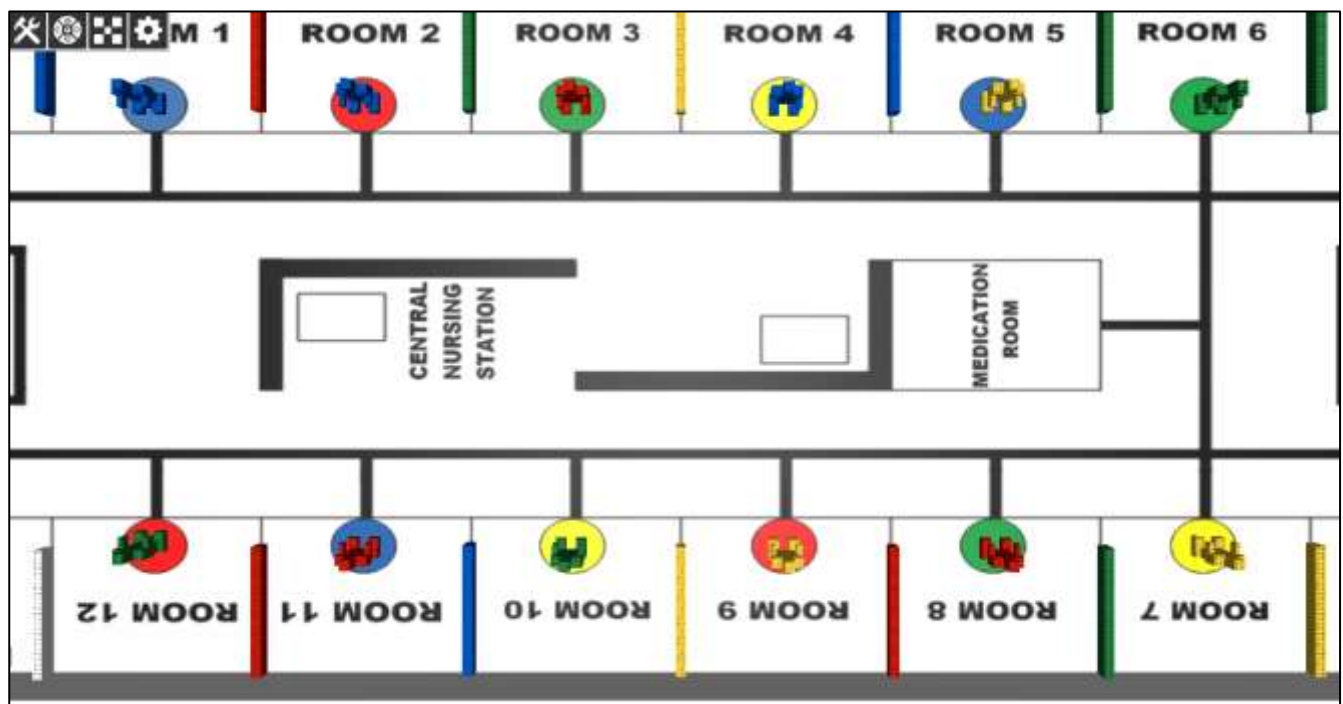 M 1
ROOM 2
ROOM 3
ROOM 4
ROOM 5
ROOM 6
CENTRAL
NURSING
STATION
MEDICATION
ROOM
ROOM 12
ROOM 11
ROOM 10
ROOM 9
ROOM 8
ROOM 7